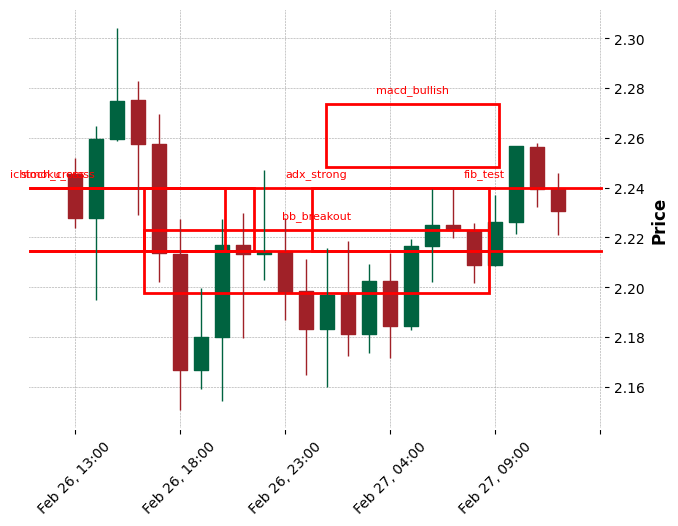 2.30
2.28
macd_bullish
2.26
adx_strong
fib_test
2.24
bb_breakout
2.22
2.20
2.18
2.16
Price
Feb 26, 13:00
Feb 26, 18:00
Feb 26, 23:00
Feb 27, 04:00
Feb 27, 09:00